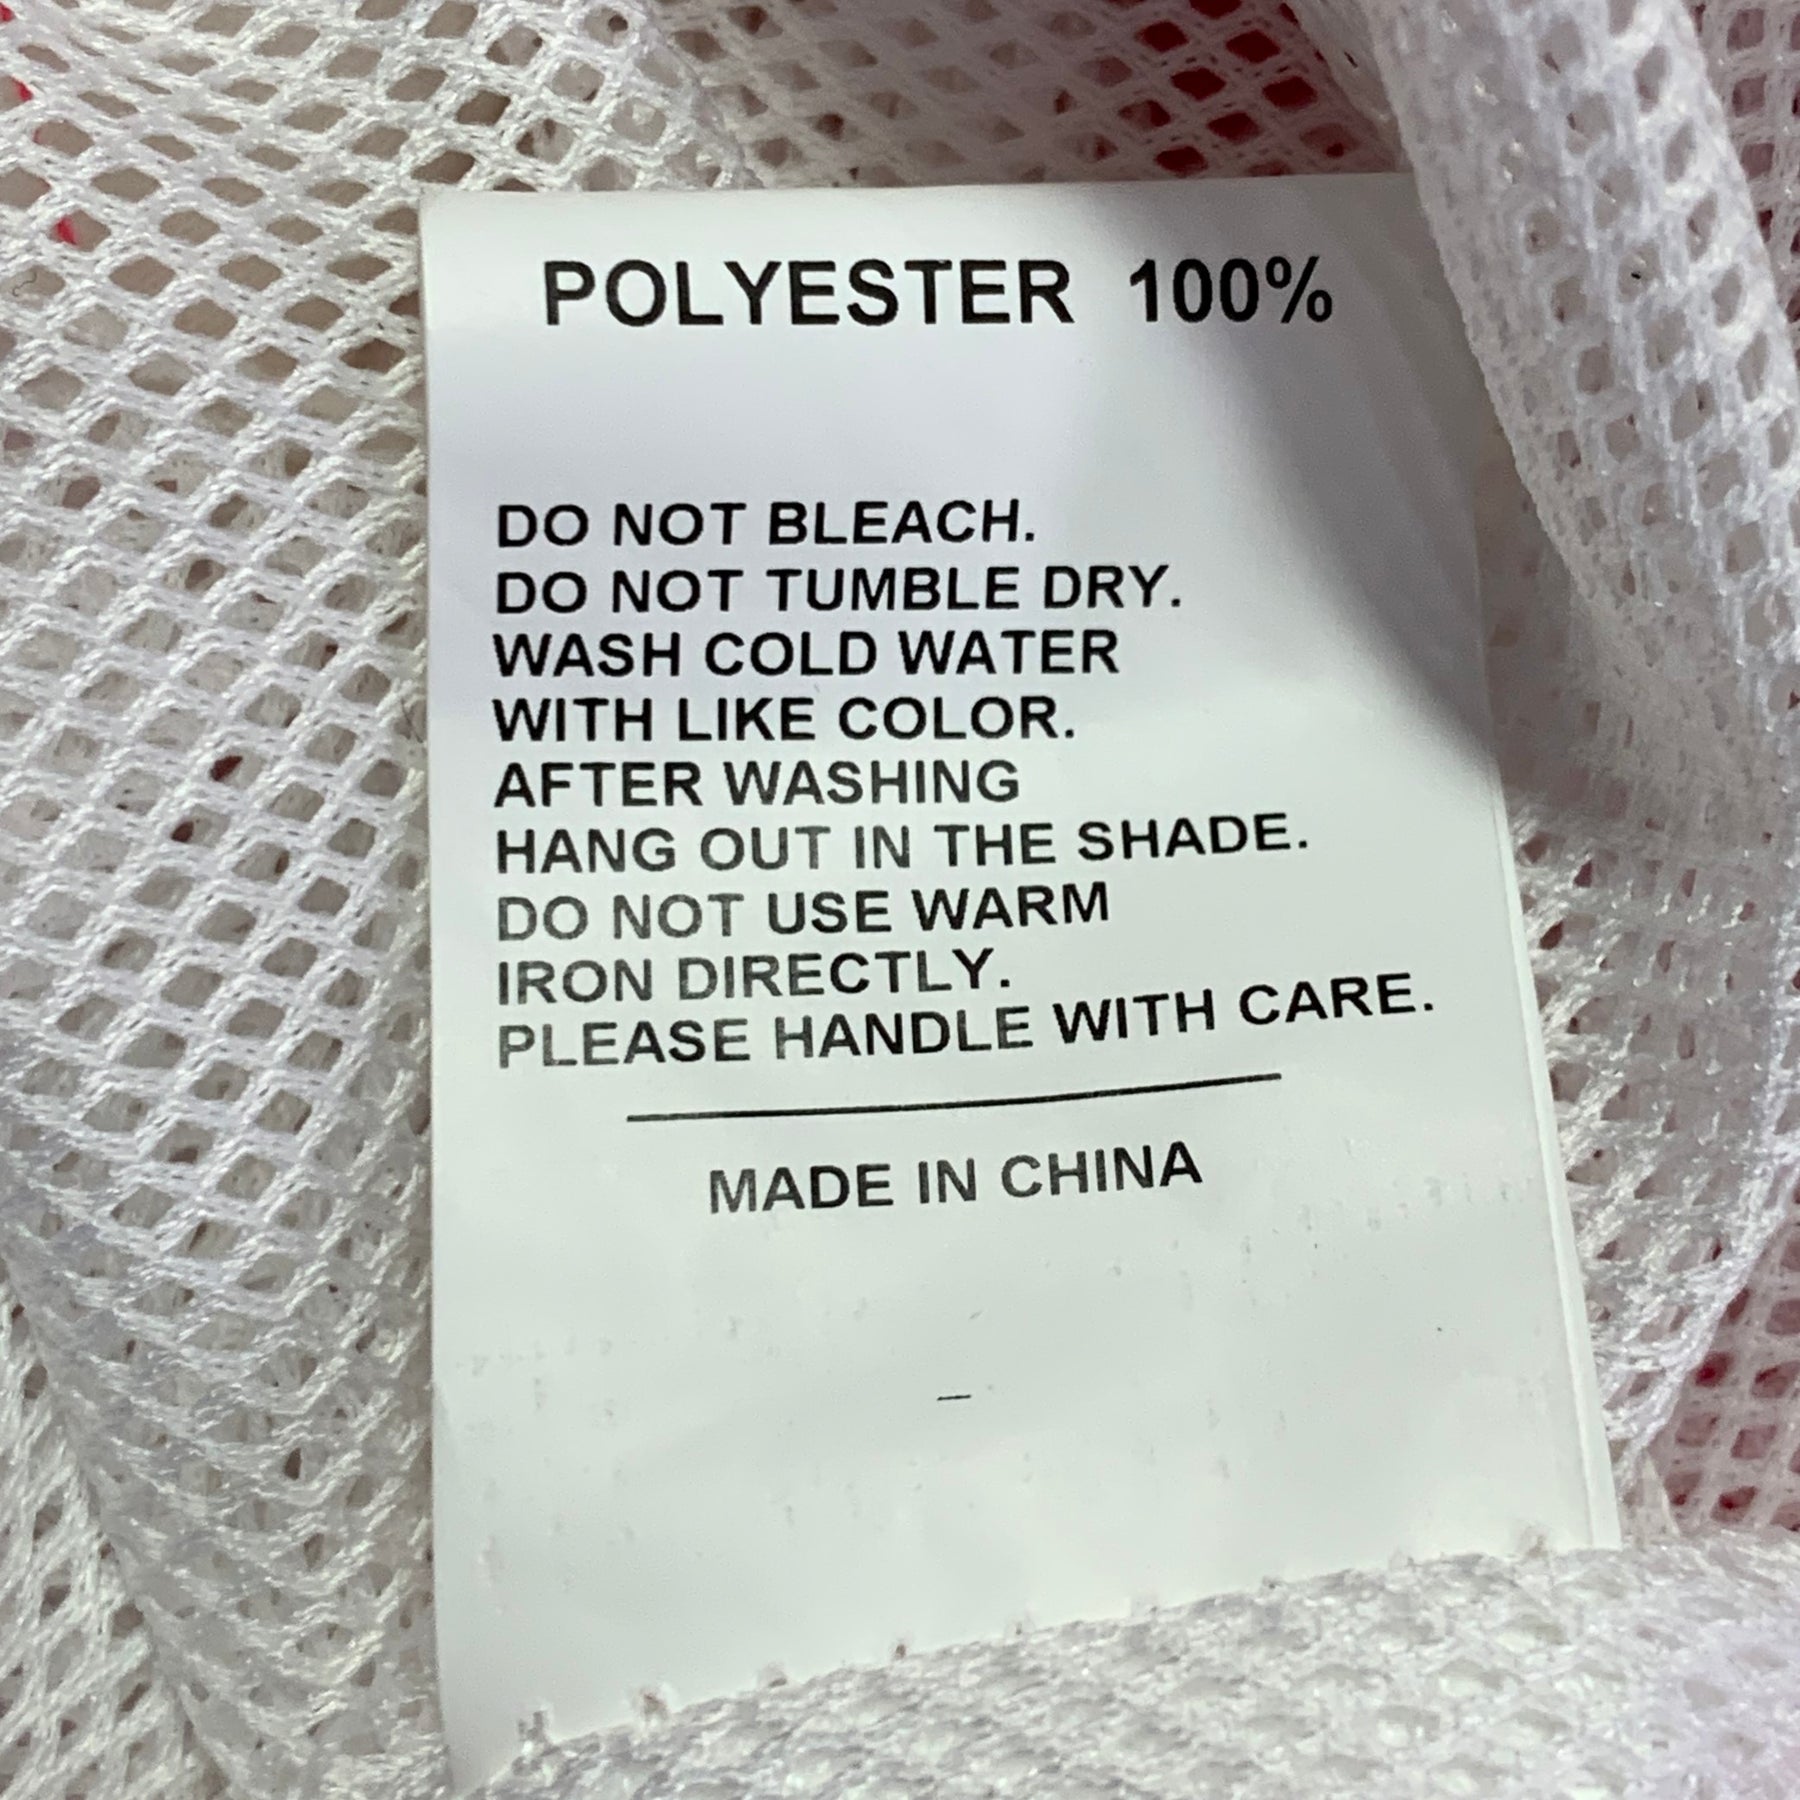 POLYESTER 100%
DO NOT BLEACH.
DO NOT TUMBLE DRY.
WASH COLD WATER
WITH LIKE COLOR.
AFTER WASHING
HANG OUT IN THE SHADE.
DO NOT USE WARM
IRON DIRECTLY.
PLEASE HANDLE WITH CARE.
MADE IN CHINA